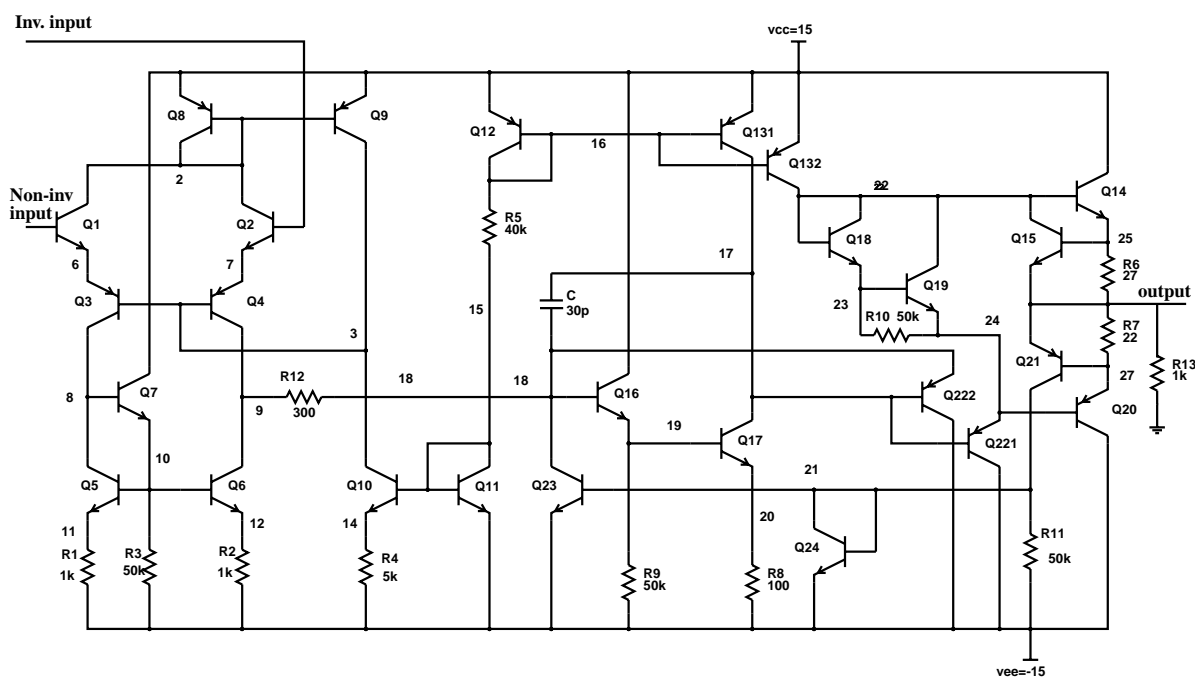 Inv. input
vcc=15
Q8
Q9
Q12
16
Q131
Q132
2
Non-inv
input
Q1
Q2
R5
40k
22
Q14
Q18
Q15
25
6
7
17
Q19
R6
27
output
Q3
Q4
15
C
30p
23
R10 50k
24
R7
22
3
Q21
R13
1k
R12
300
18
18
Q7
Q16
Q222
27
8
9
Q20
19
Q17
Q221
10
21
Q5
Q6
Q10
Q11
Q23
11
12
14
20
R11
50k
Q24
R1
1k
R3
50k
R2
1k
R4
5k
R9
50k
R8
100
vee=-15